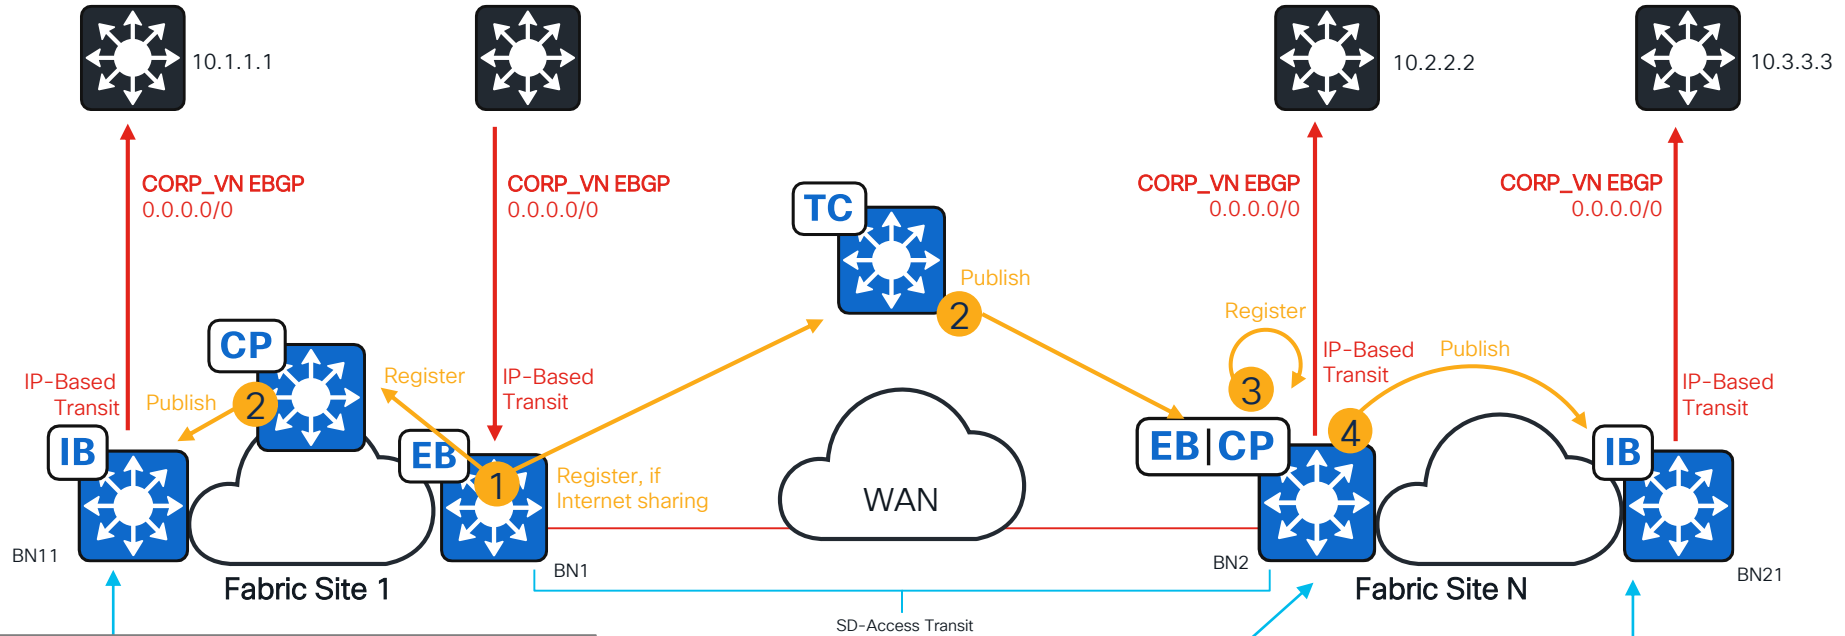 10.1.1.1
10.2.2.2
10.3.3.3
CORP_VN EBGP
0.0.0.0/0
CORP_VN EBGP
0.0.0.0/0
CORP_VN EBGP
0.0.0.0/0
CORP_VN EBGP
0.0.0.0/0
TC
Publish
2
Register
3
CP
IP-Based
Transit
Publish
2
Register
IP-Based
Transit
IP-Based
Transit
Publish
4
IP-Based
Transit
IB
EB
1
Register, if
Internet sharing
WAN
EB|CP
IB
BN11
Fabric Site 1
BN1
BN2
Fabric Site N
BN21
SD-Access Transit